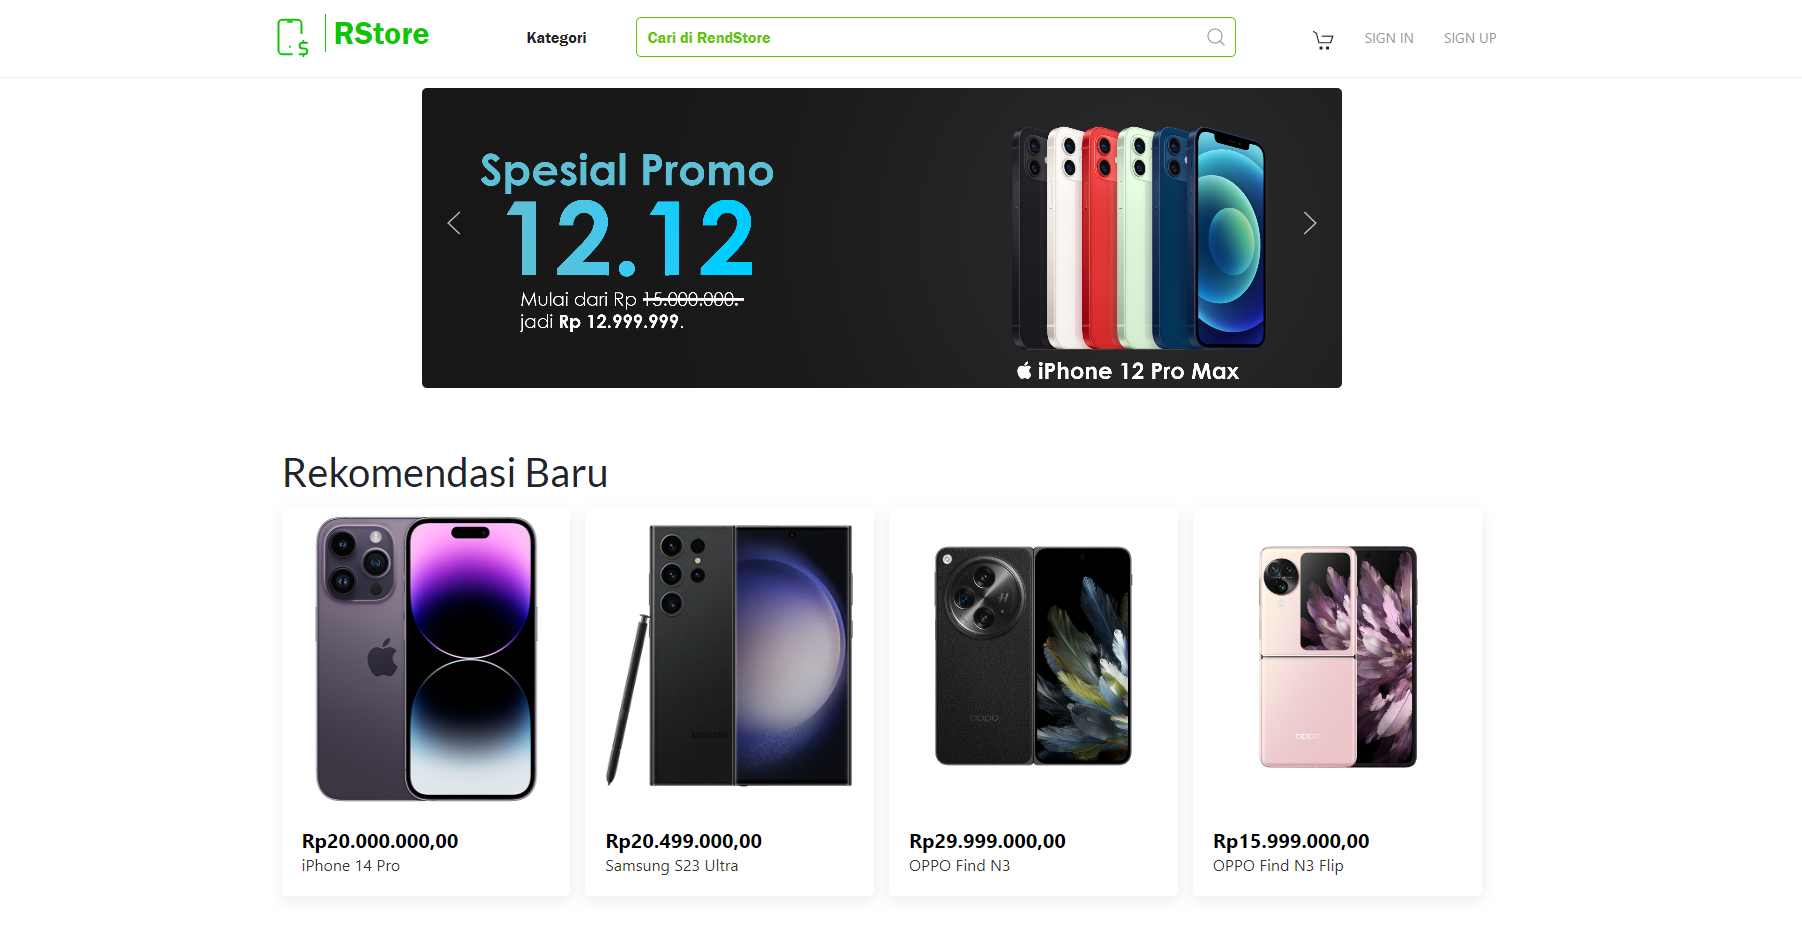 RStore
Kategori
Cari di RendStore
SIGN IN
SIGN UP
Spesial Promo
12.12
Mulai dari Rp 15.000.000.-
jadi Rp 12.999.999.
iPhone 12 Pro Max
Rekomendasi Baru
SAMSUNG
oppo
oppo
Rp20.000.000,00
iPhone 14 Pro
Rp20.499.000,00
Samsung S23 Ultra
Rp29.999.000,00
OPPO Find N3
Rp15.999.000,00
OPPO Find N3 Flip